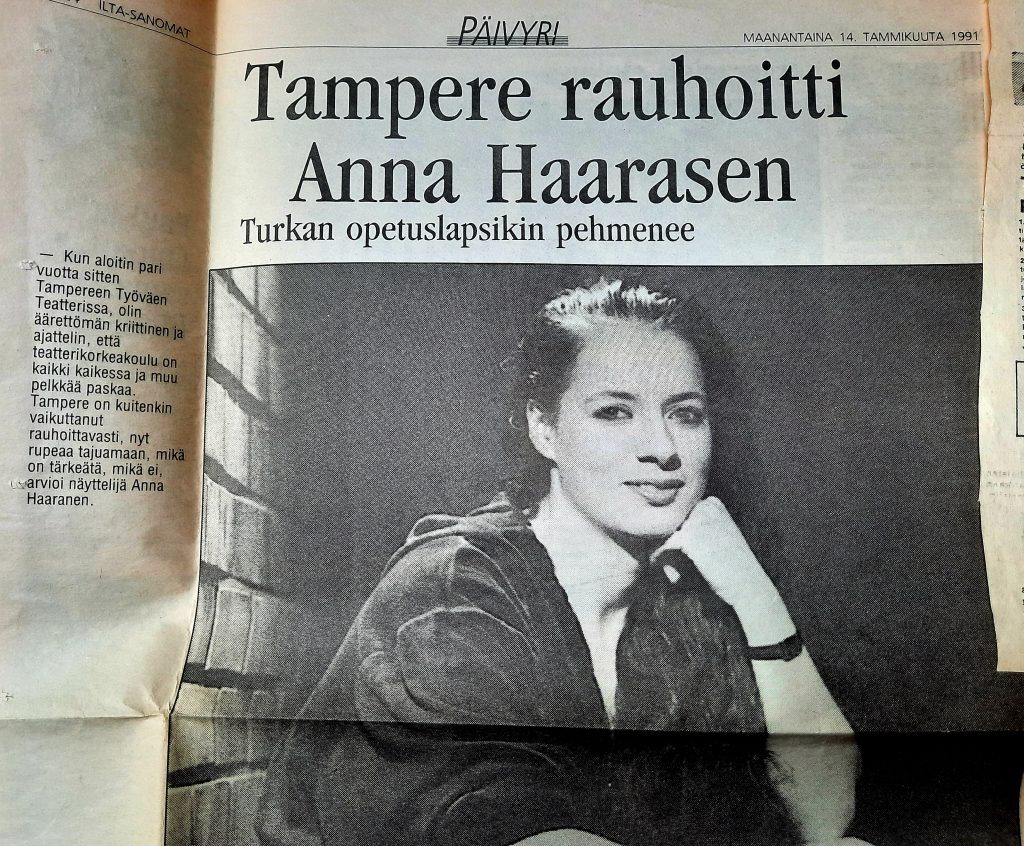 ILTA-SANOMAT
PÄIVYRI
MAANANTAINA 14. TAMMIKUUTA 1991
Tampere rauhoitti
Anna Haarasen
Turkan opetuslapsikin pehmenee
— Kun aloitin pari
vuotta sitten
Tampereen Työväen
Teatterissa, olin
äärettömän kriittinen ja
ajattelin, että
teatterikorkeakoulu on
kaikki kaikessa ja muu
pelkkää paskaa.
Tampere on kuitenkin
vaikuttanut
rauhoittavasti, nyt
rupeaa tajuamaan, mikä
on tärkeätä, mikä ei,
arvioi näyttelijä Anna
Haaranen.